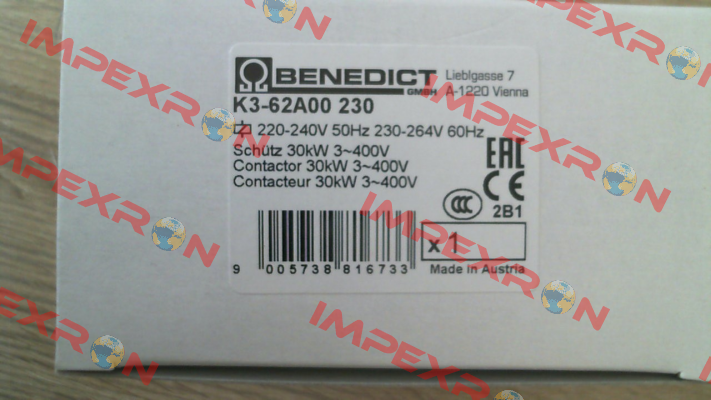 BENEDICT GMBH Lieblgasse 7
A-1220 Vienna
K3-62A00 230
220-240V 50Hz 230-264V 60Hz
Schütz 30kW 3~400V
Contactor 30kW 3~400V
Contacteur 30kW 3~400V
EAC
CE
CCC
2B1
x 1
9 005738 816733
Made in Austria
IMPEXRON
IMPEXRON
IMPEXRON
IMPEXRON
IMPEXRON
IMPEXRON
IMPEXRON